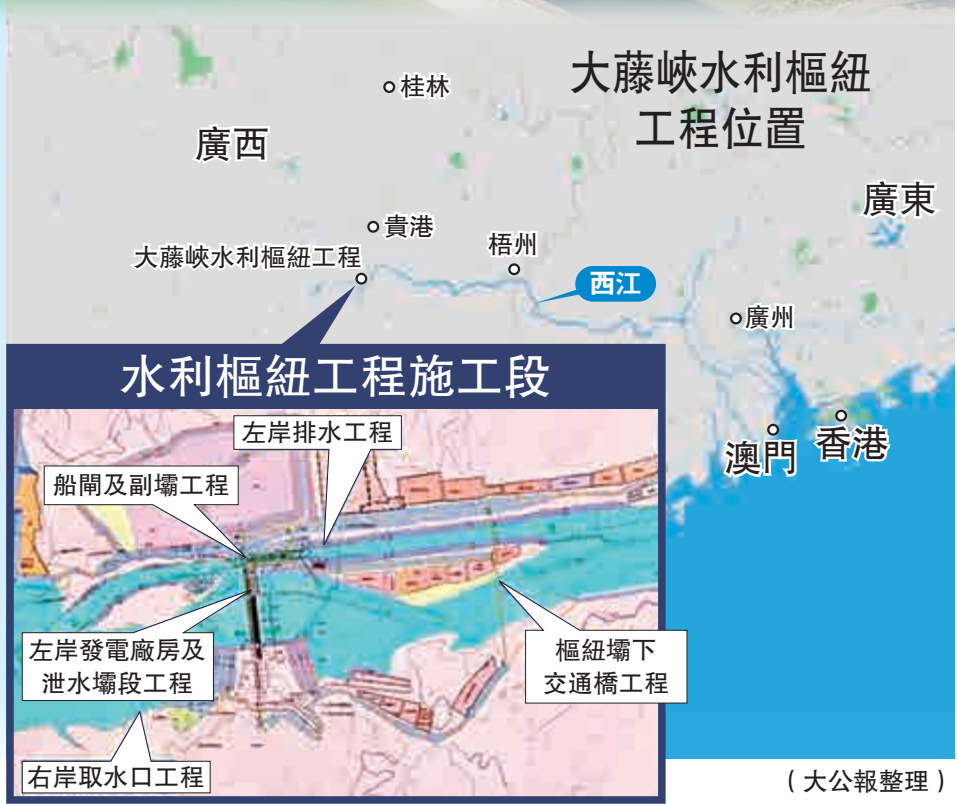 大藤峽水利樞紐
工程位置
桂林
廣西
廣東
貴港
梧州
大藤峽水利樞紐工程
西江
廣州
水利樞紐工程施工段
澳門
香港
左岸排水工程
船閘及副壩工程
左岸發電廠房及
泄水壩段工程
樞紐壩下
交通橋工程
右岸取水口工程
（大公報整理）